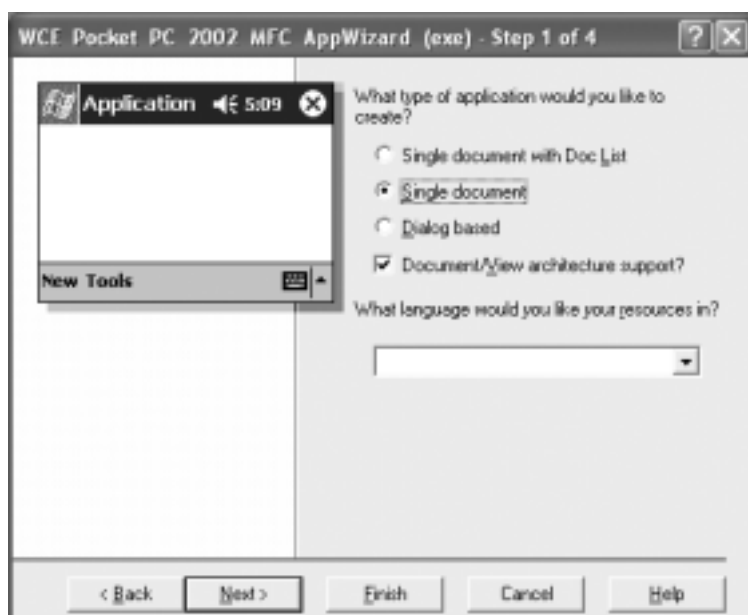 WCE Pocket PC 2002 MFC AppWizard (exe) - Step 1 of 4
Application 5:09
New Tools
What type of application would you like to
create?
Single document with Doc List
Single document
Dialog based
Document/View architecture support?
What language would you like your resources in?
< Back
Next >
Finish
Cancel
Help